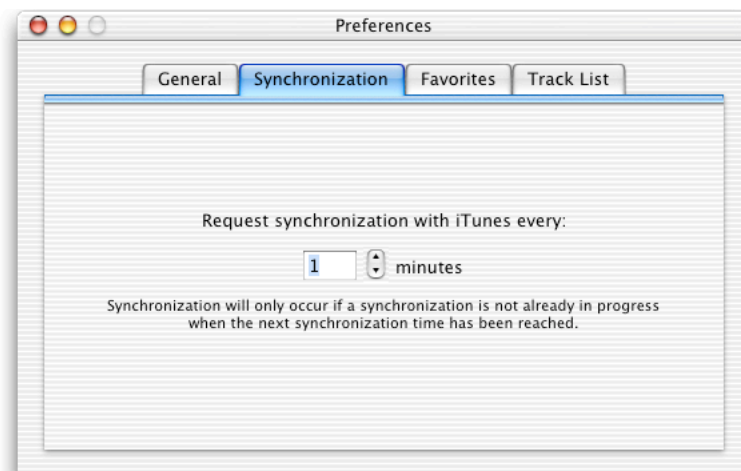 Preferences
General Synchronization Favorites Track List
Request synchronization with iTunes every:
1 minutes
Synchronization will only occur if a synchronization is not already in progress
when the next synchronization time has been reached.